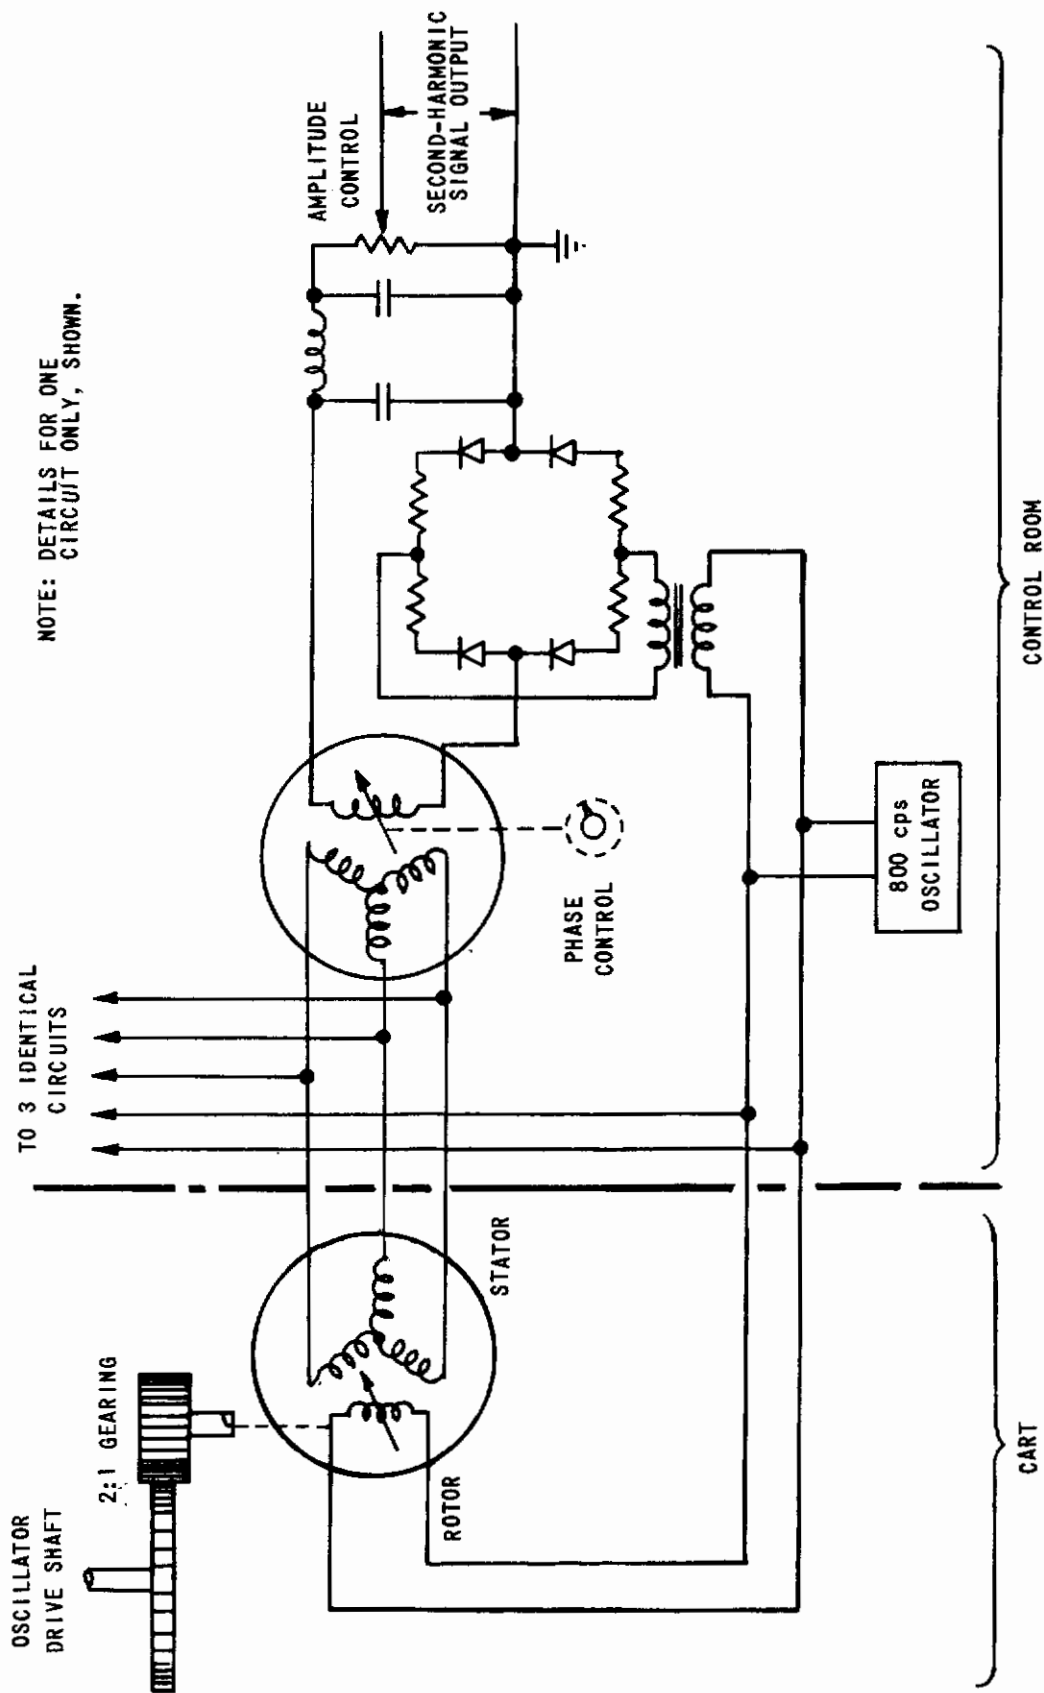 NOTE: DETAILS FOR ONE
CIRCUIT ONLY, SHOWN.
OSCILLATOR
DRIVE SHAFT
2:1 GEARING
TO 3 IDENTICAL
CIRCUITS
AMPLITUDE
CONTROL
SECOND-HARMONIC
SIGNAL OUTPUT
ROTOR
STATOR
PHASE
CONTROL
800 cps
OSCILLATOR
CART
CONTROL ROOM